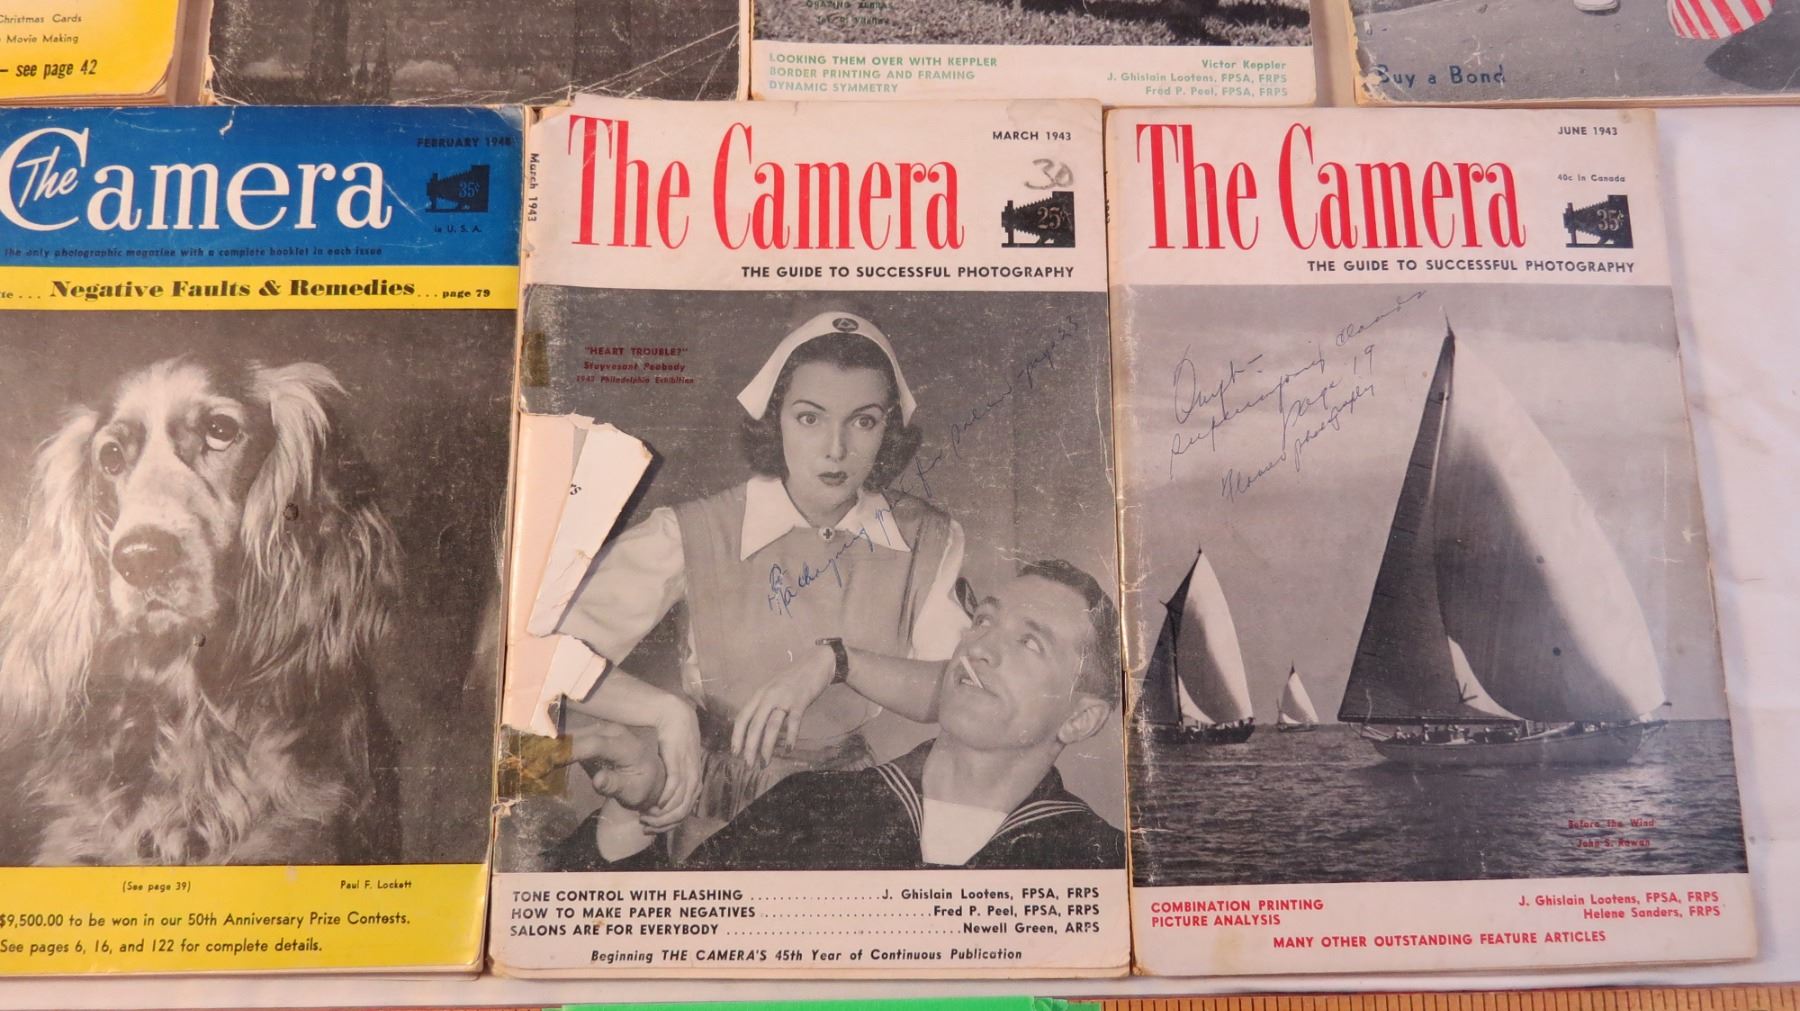 Christmas Cards
Movie Making
– see page 42
LOOKING THEM OVER WITH KEPPLER
Victor Keppler
BORDER PRINTING AND FRAMING
J. Ghislain Lootens, FPSA, FRPS
DYNAMIC SYMMETRY
Fred P. Peel, FPSA, FRPS
Buy a Bond
The Camera
FEBRUARY 1948
35¢
in U. S. A.
the only photographic magazine with a complete booklet in each issue
Negative Faults & Remedies... page 79
(See page 39)
Paul F. Lockett
$9,500.00 to be won in our 50th Anniversary Prize Contests.
See pages 6, 16, and 122 for complete details.
March 1943
The Camera
MARCH 1943
30
25¢
THE GUIDE TO SUCCESSFUL PHOTOGRAPHY
"HEART TROUBLE?"
Stuyvesant Peabody
1942 Philadelphia Exhibition
page 23
TONE CONTROL WITH FLASHING ..................J. Ghislain Lootens, FPSA, FRPS
HOW TO MAKE PAPER NEGATIVES ........................Fred P. Peel, FPSA, FRPS
SALONS ARE FOR EVERYBODY .................................Newell Green, ARPS
Beginning THE CAMERA'S 45th Year of Continuous Publication
The Camera
JUNE 1943
40c in Canada
35¢
THE GUIDE TO SUCCESSFUL PHOTOGRAPHY
superimposing clouds
page 19
photography
Before The Wind
John S. Rowan
COMBINATION PRINTING
J. Ghislain Lootens, FPSA, FRPS
PICTURE ANALYSIS
Helene Sanders, FRPS
MANY OTHER OUTSTANDING FEATURE ARTICLES